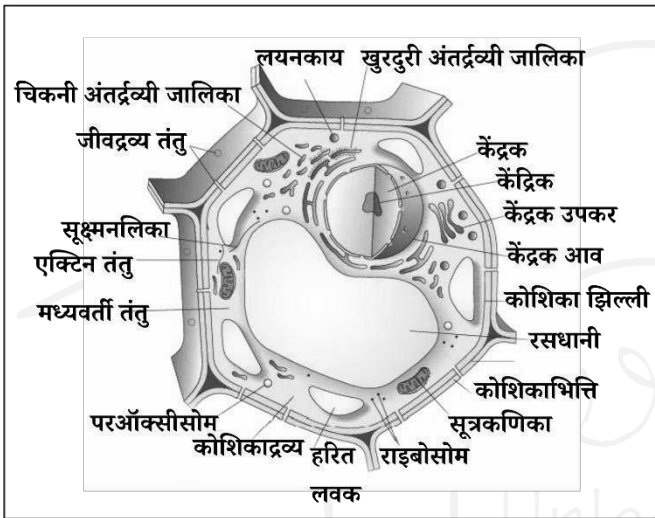 लयनकाय
खुरदुरी अंतर्द्रव्यी जालिका
चिकनी अंतर्द्रव्यी जालिका
जीवद्रव्य तंतु
केंद्रक
केंद्रिक
केंद्रक उपकर
केंद्रक आव
सूक्ष्मनलिका
एक्टिन तंतु
मध्यवर्ती तंतु
कोशिका झिल्ली
रसधानी
कोशिकाभित्ति
सूत्रकणिका
परऑक्सीसोम
कोशिकाद्रव्य
हरित
लवक
राइबोसोम